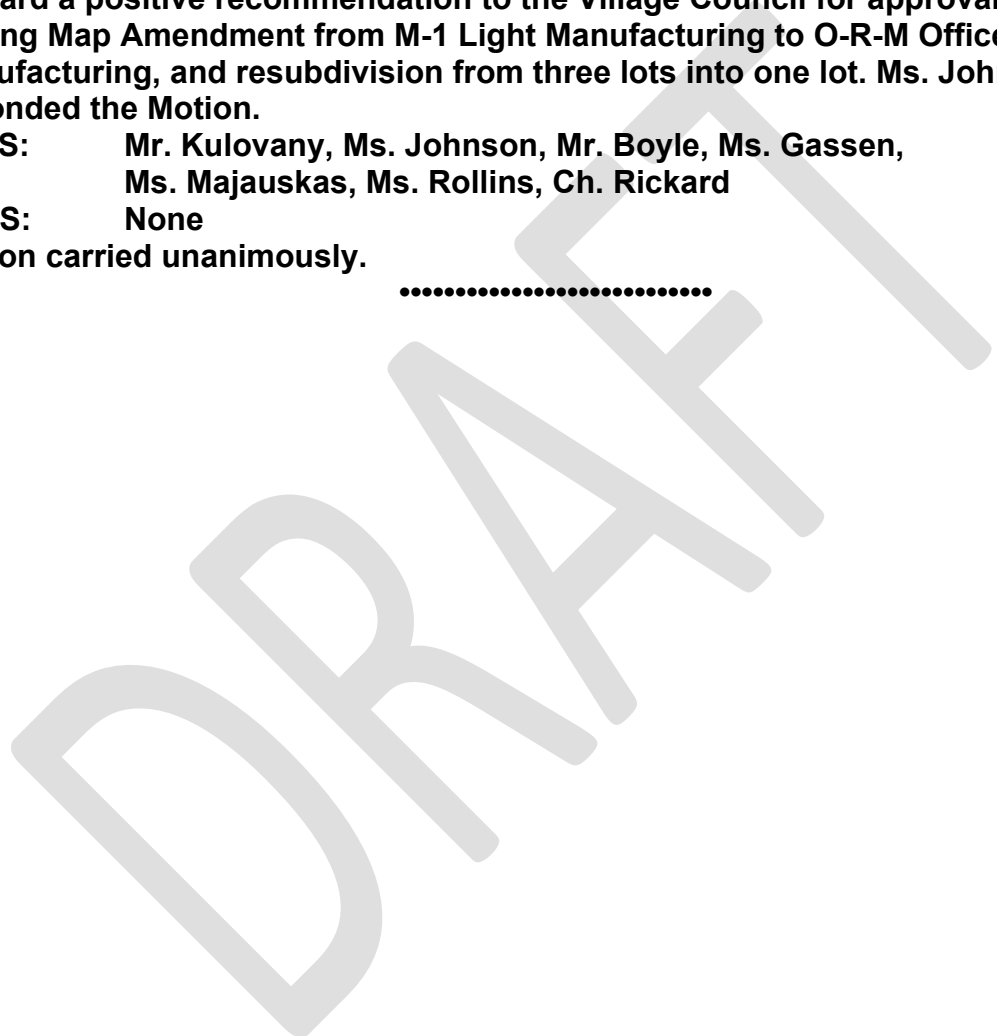 ard a positive recommendation to the Village Council for approval
ng Map Amendment from M-1 Light Manufacturing to O-R-M Office
ufacturing, and resubdivision from three lots into one lot. Ms. Joh
onded the Motion.
S: Mr. Kulovany, Ms. Johnson, Mr. Boyle, Ms. Gassen,
Ms. Majauskas, Ms. Rollins, Ch. Rickard
S: None
on carried unanimously.
••••••••••••••••••••••••••••
DRAFT